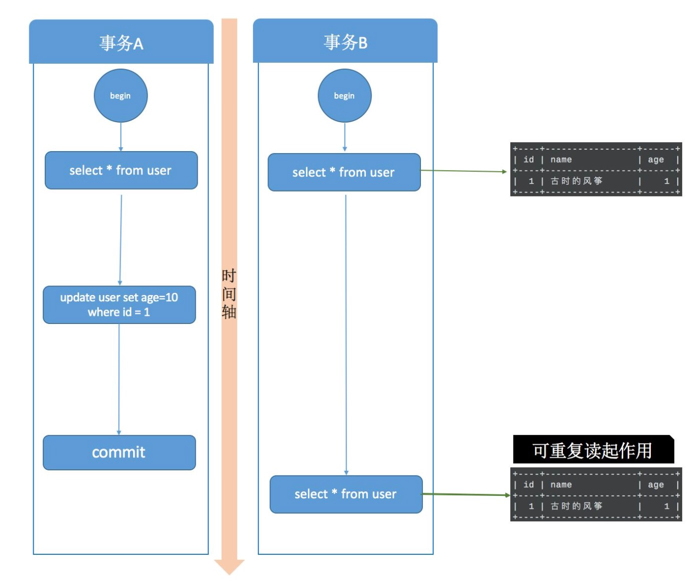 事务A
事务B
begin
begin
select * from user
select * from user
+----+-----------------+------+
| id | name | age |
+----+-----------------+------+
| 1 | 古时的风筝 | 1 |
+----+-----------------+------+
时
间
轴
update user set age=10
where id = 1
commit
可重复读起作用
select * from user
+----+-----------------+------+
| id | name | age |
+----+-----------------+------+
| 1 | 古时的风筝 | 1 |
+----+-----------------+------+